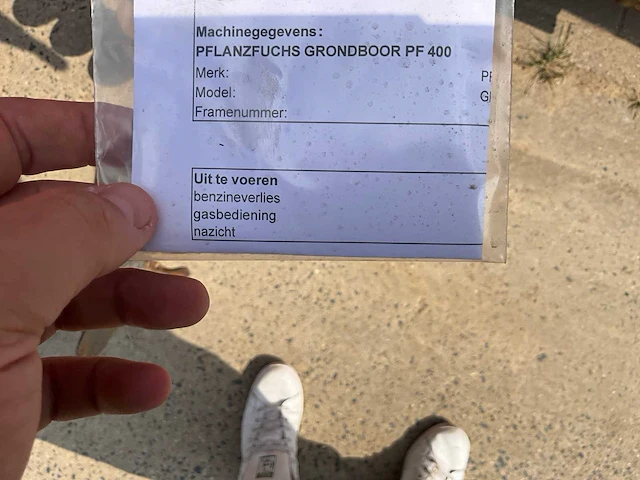 Machinegegevens:
PFLANZFUCHS GRONDBOOR PF 400
Merk:
Model:
Framenummer:
Uit te voeren
benzineverlies
gasbediening
nazicht